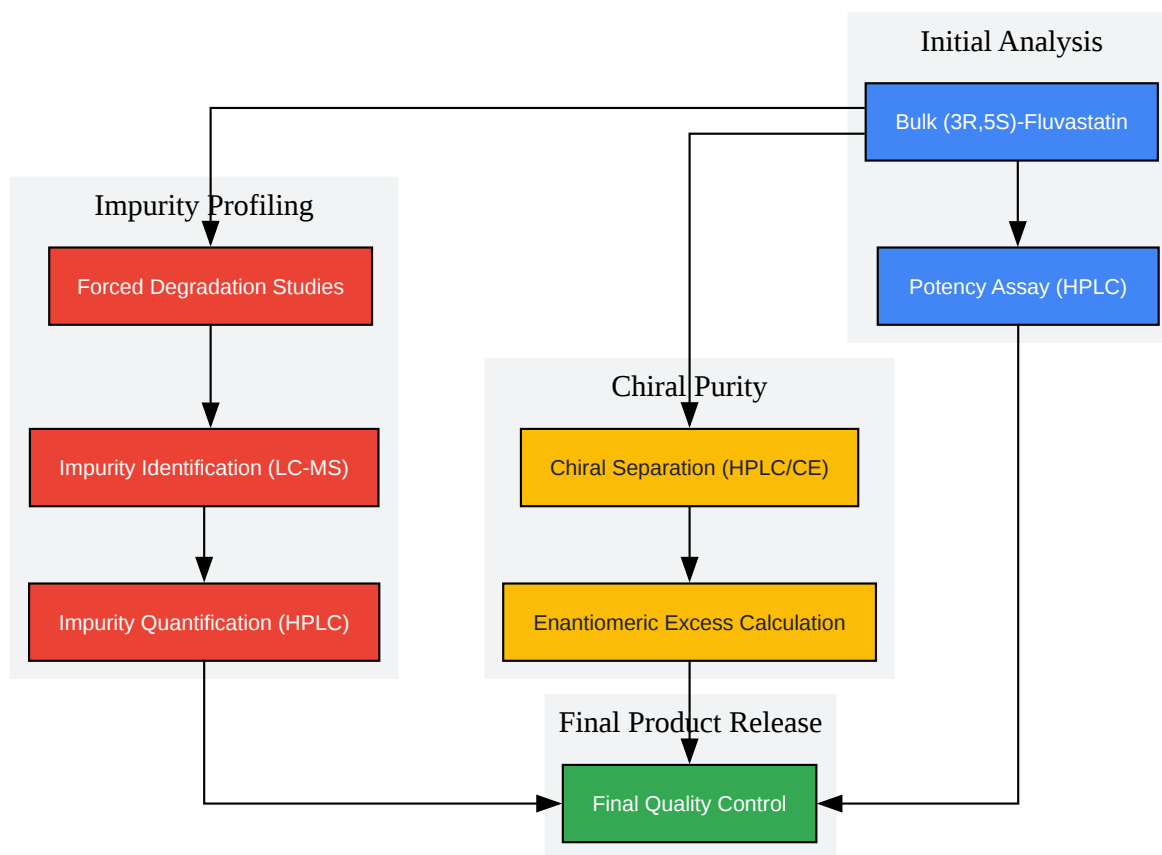 Initial Analysis
Bulk (3R,5S)-Fluvastatin
Potency Assay (HPLC)
Impurity Profiling
Forced Degradation Studies
Impurity Identification (LC-MS)
Impurity Quantification (HPLC)
Chiral Purity
Chiral Separation (HPLC/CE)
Enantiomeric Excess Calculation
Final Product Release
Final Quality Control